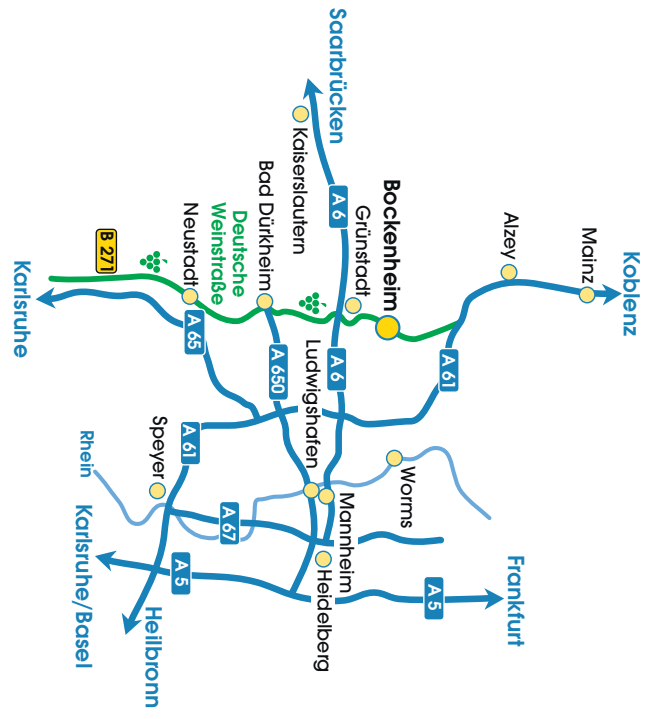 Koblenz
Mainz
Alzey
A 61
Bockenheim
Grünstadt
Saarbrücken
Kaiserslautern
A 6
A 6
Bad Dürkheim
Deutsche
Weinstraße
Neustadt
B 271
Karlsruhe
A 65
A 650
Ludwigshafen
Worms
Mannheim
Heidelberg
A 61
Speyer
Rhein
A 67
A 5
A 5
Frankfurt
Karlsruhe/Basel
Heilbronn